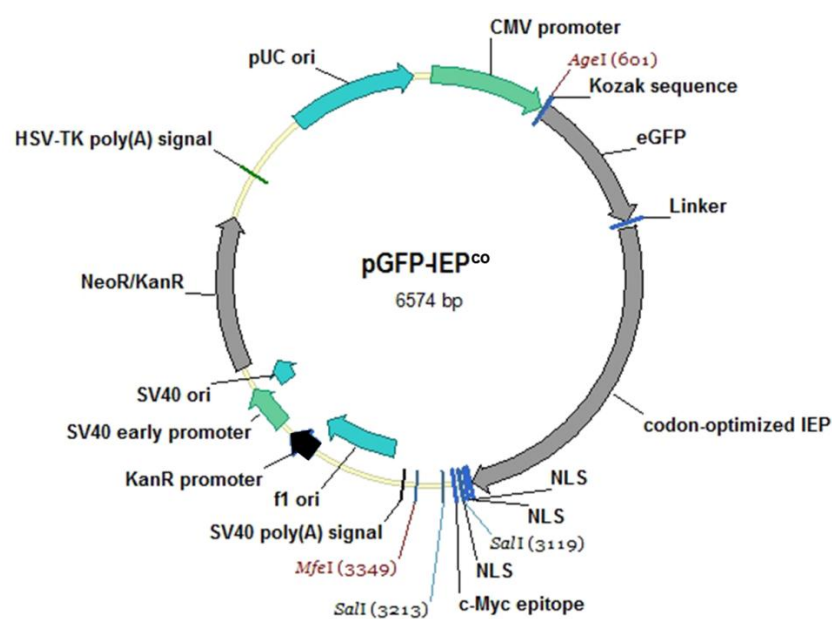 CMV promoter
pUC ori
AgeI (601)
Kozak sequence
HSV-TK poly(A) signal
eGFP
Linker
pGFP-IEPco
6574 bp
NeoR/KanR
SV40 ori
SV40 early promoter
codon-optimized IEP
KanR promoter
f1 ori
NLS
NLS
SV40 poly(A) signal
SalI (3119)
MfeI (3349)
NLS
SalI (3213)
c-Myc epitope